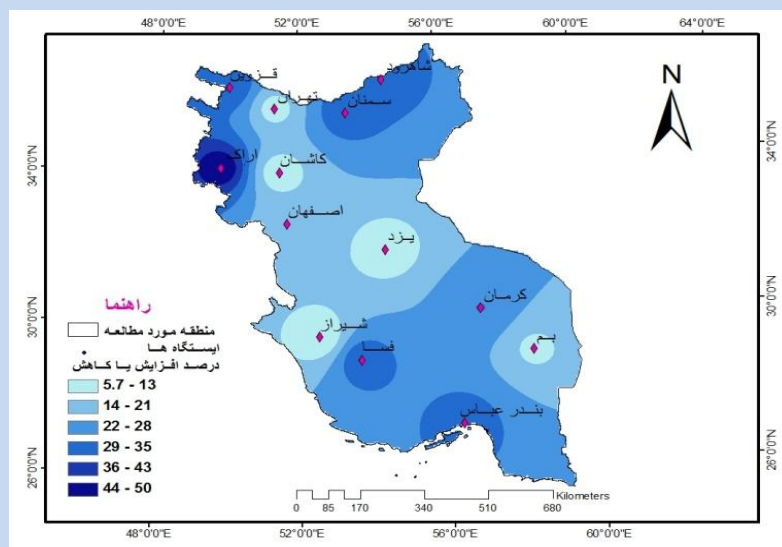 48°0'0"E 52°0'0"E 56°0'0"E 60°0'0"E 64°0'0"E
N
شاهرود
قزوین
تهران
سمنان
34°0'0"N
34°0'0"N
اراک
کاشان
اصفهان
یزد
کرمان
30°0'0"N
30°0'0"N
شیراز
بم
فسا
بندر عباس
26°0'0"N
26°0'0"N
راهنما
منطقه مورد مطالعه
ایستگاه ها
درصد افزایش یا کاهش
5.7 - 13
14 - 21
22 - 28
29 - 35
36 - 43
44 - 50
Kilometers
0 85 170 340 510 680
48°0'0"E 52°0'0"E 56°0'0"E 60°0'0"E